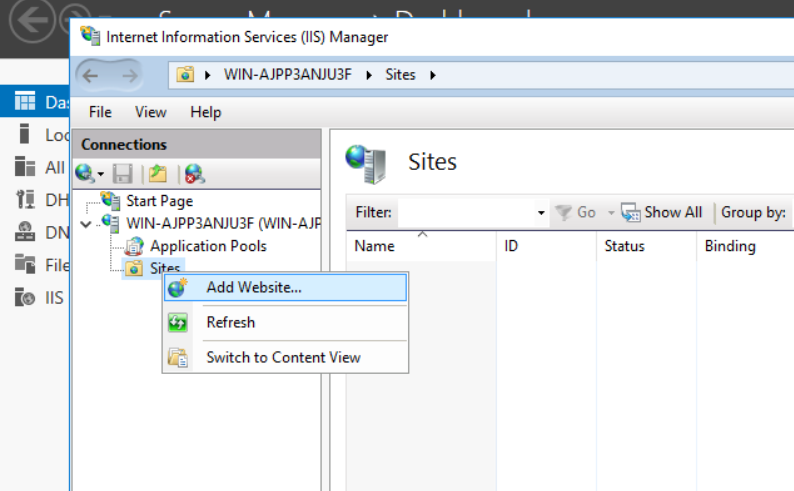 Internet Information Services (IIS) Manager
WIN-AJPP3ANJU3F Sites
File View Help
Connections
Start Page
WIN-AJPP3ANJU3F (WIN-AJP
Application Pools
Sites
Add Website...
Refresh
Switch to Content View
Sites
Filter: Go Show All Group by:
Name ID Status Binding
Das
Loc
All
DH
DN
File
IIS